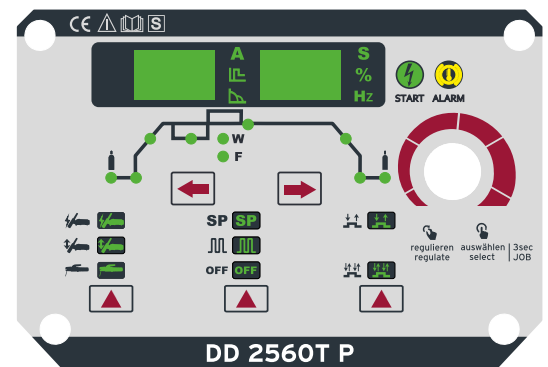 CE S
A S
%
Hz
START ALARM
W
F
SP SP
OFF OFF
regulieren auswählen 3sec
regulate select JOB
DD 2560T P